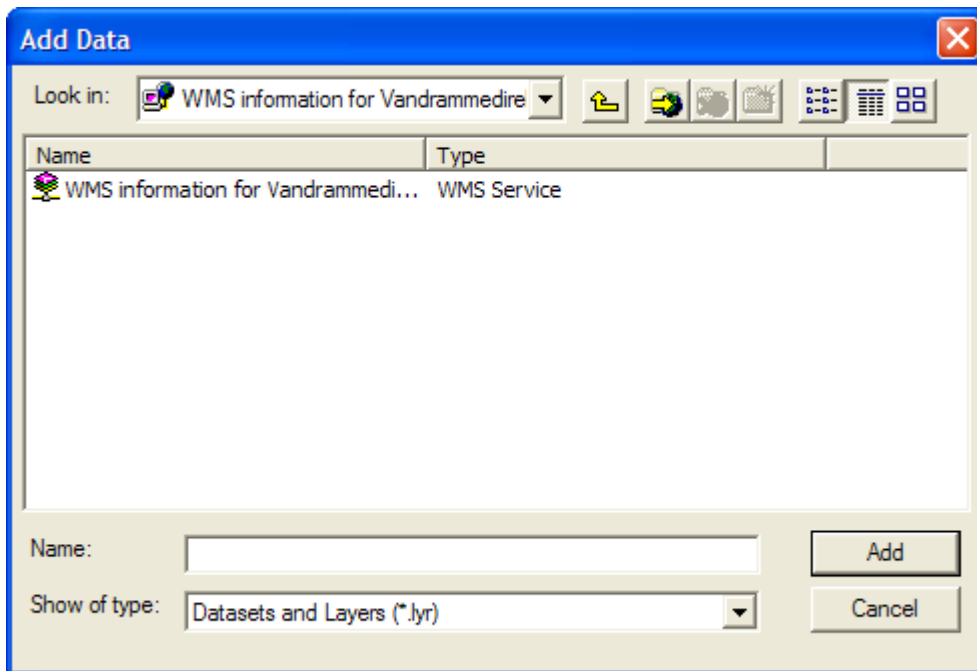 Add Data
Look in: WMS information for Vandrammedire
Name Type
WMS information for Vandrammedi... WMS Service
Name: Add
Show of type: Datasets and Layers (*.lyr) Cancel